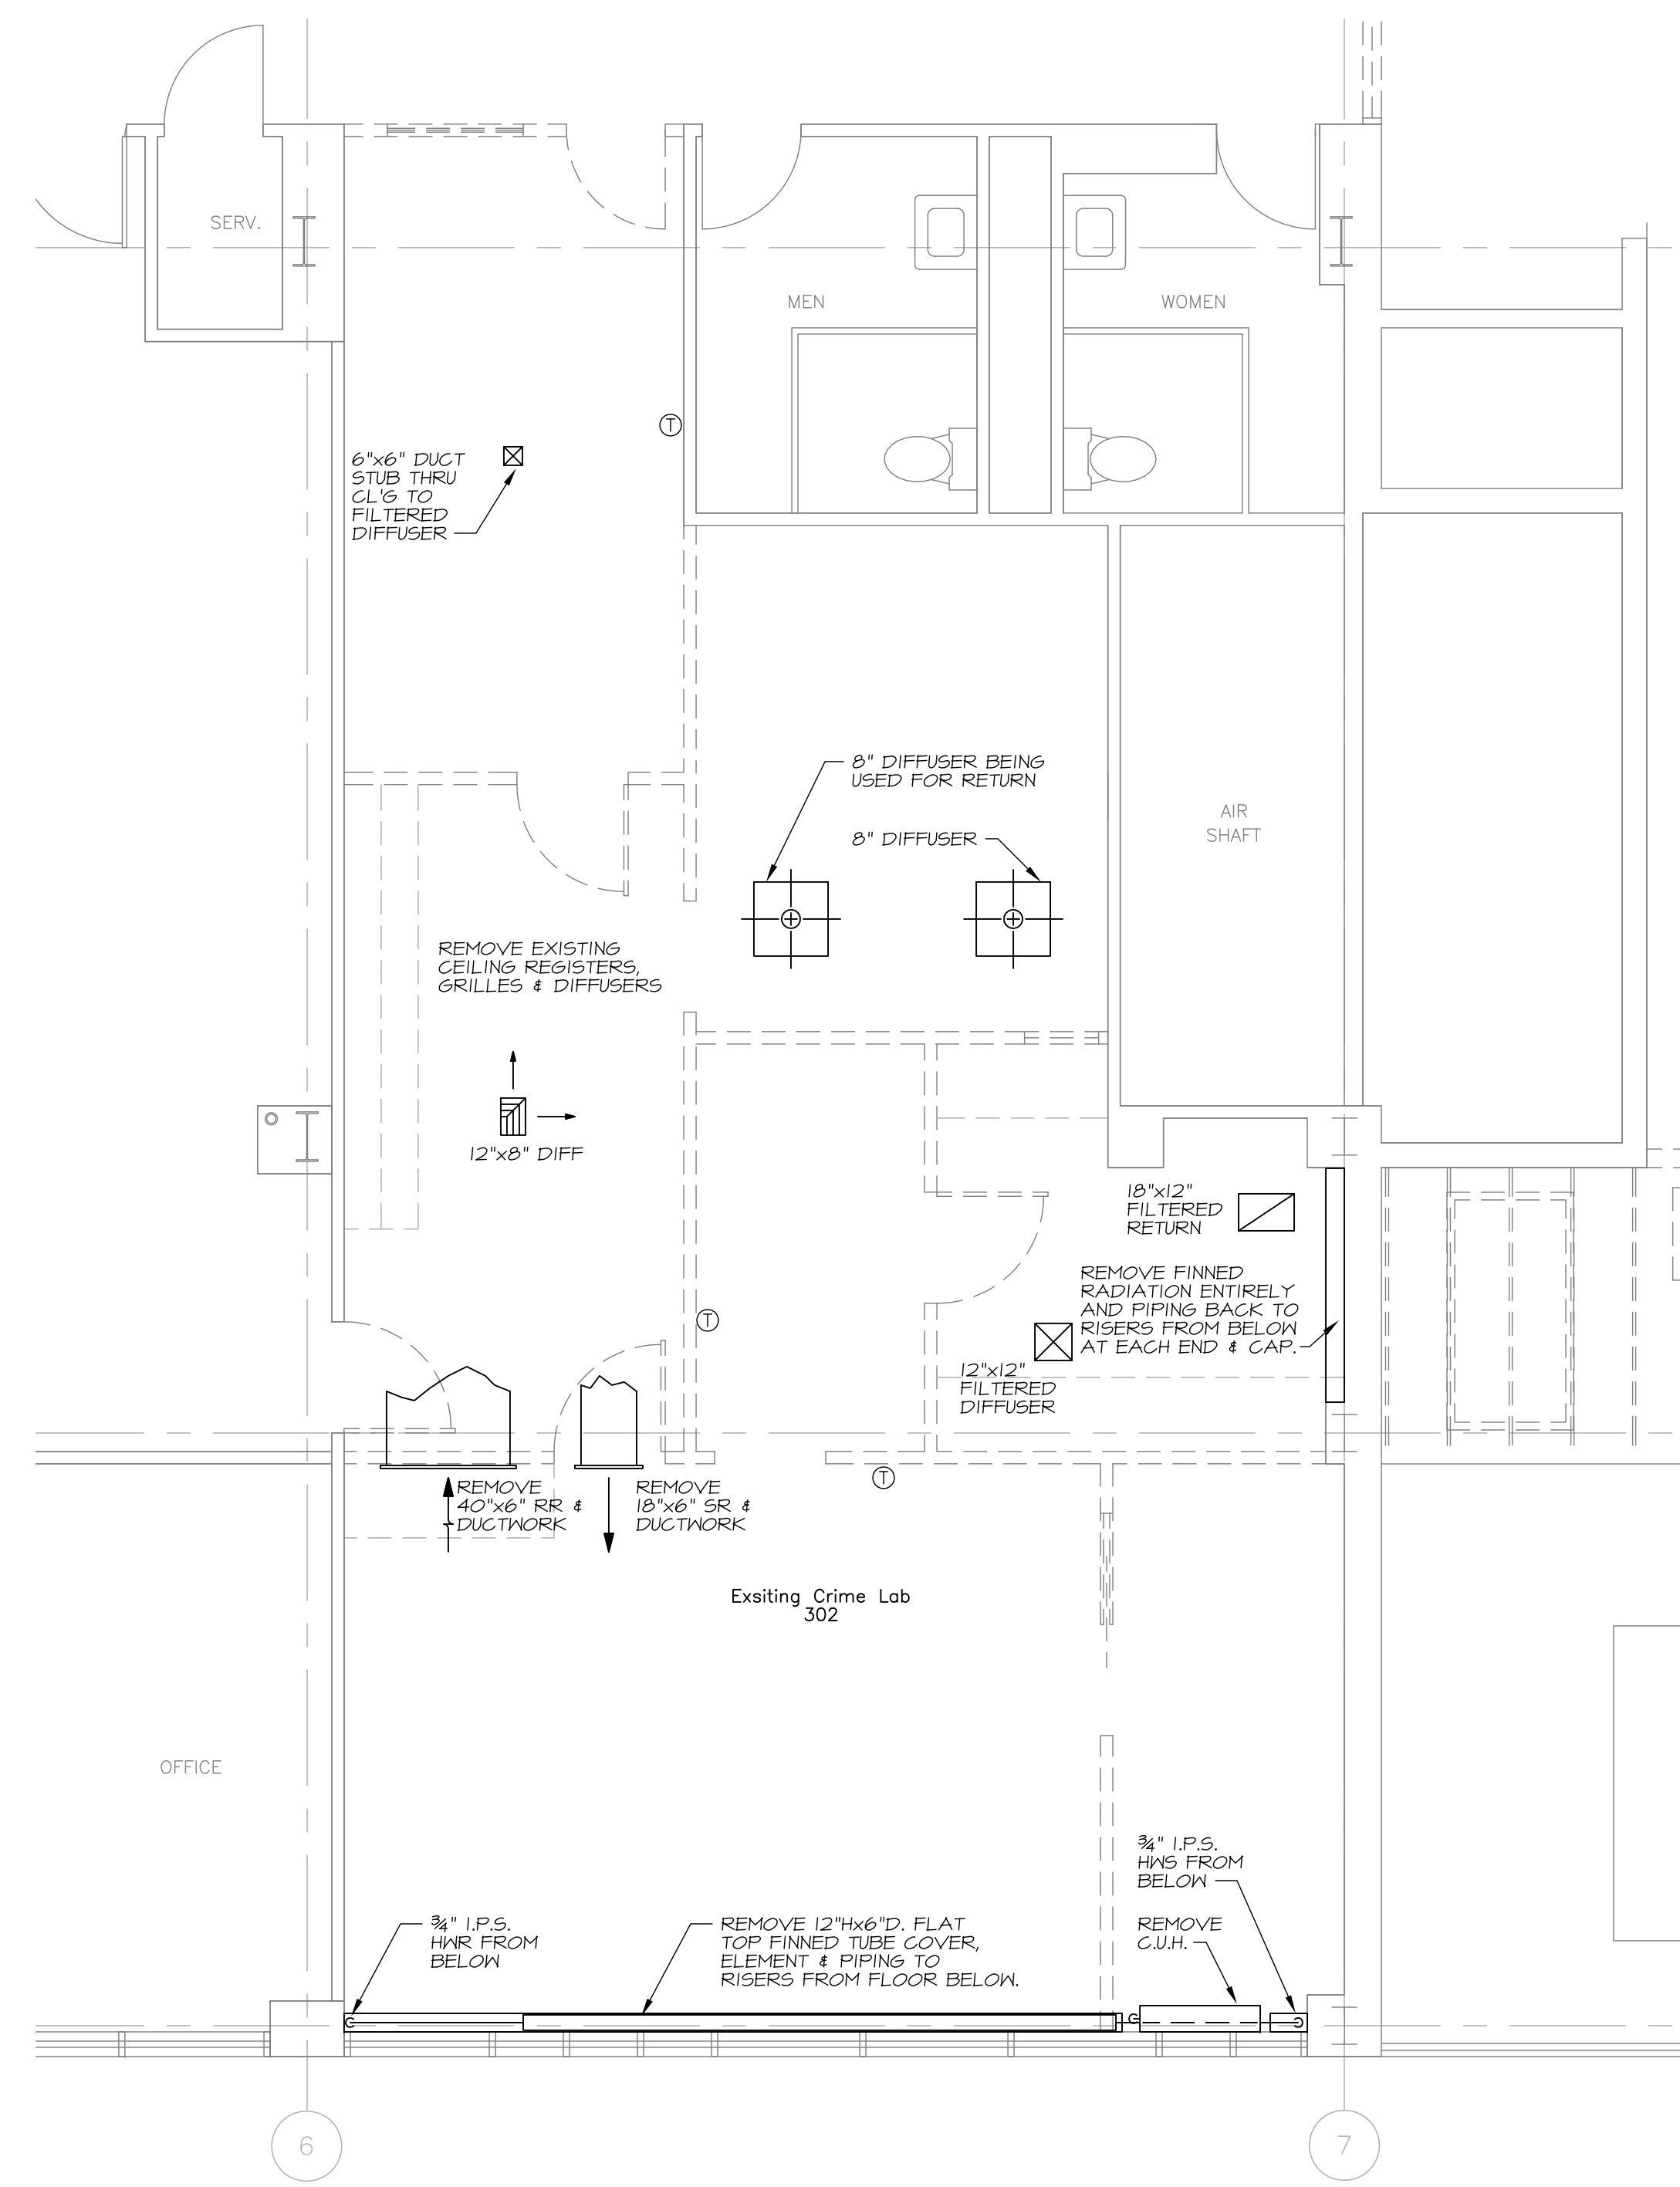 SERV.
MEN
WOMEN
T
6"x6" DUCT
STUB THRU
CL'G TO
FILTERED
DIFFUSER
8" DIFFUSER BEING
USED FOR RETURN
8" DIFFUSER
AIR
SHAFT
REMOVE EXISTING
CEILING REGISTERS,
GRILLES & DIFFUSERS
12"x8" DIFF
18"x12"
FILTERED
RETURN
REMOVE FINNED
RADIATION ENTIRELY
AND PIPING BACK TO
RISERS FROM BELOW
AT EACH END & CAP.
T
12"x12"
FILTERED
DIFFUSER
T
REMOVE
40"x6" RR &
DUCTWORK
REMOVE
18"x6" SR &
DUCTWORK
Exsiting Crime Lab
302
OFFICE
¾" I.P.S.
HWS FROM
BELOW
¾" I.P.S.
HWR FROM
BELOW
REMOVE 12"Hx6"D. FLAT
TOP FINNED TUBE COVER,
ELEMENT & PIPING TO
RISERS FROM FLOOR BELOW.
REMOVE
C.U.H.
6
7